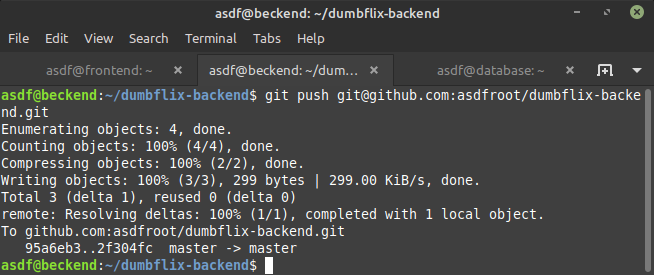 asdf@beckend: ~/dumbflix-backend
File Edit View Search Terminal Tabs Help
asdf@frontend: ~ asdf@beckend: ~/dum... asdf@database: ~
asdf@beckend:~/dumbflix-backend$ git push git@github.com:asdfroot/dumbflix-backe
nd.git
Enumerating objects: 4, done.
Counting objects: 100% (4/4), done.
Compressing objects: 100% (2/2), done.
Writing objects: 100% (3/3), 299 bytes | 299.00 KiB/s, done.
Total 3 (delta 1), reused 0 (delta 0)
remote: Resolving deltas: 100% (1/1), completed with 1 local object.
To github.com:asdfroot/dumbflix-backend.git
   95a6eb3..2f304fc  master -> master
asdf@beckend:~/dumbflix-backend$